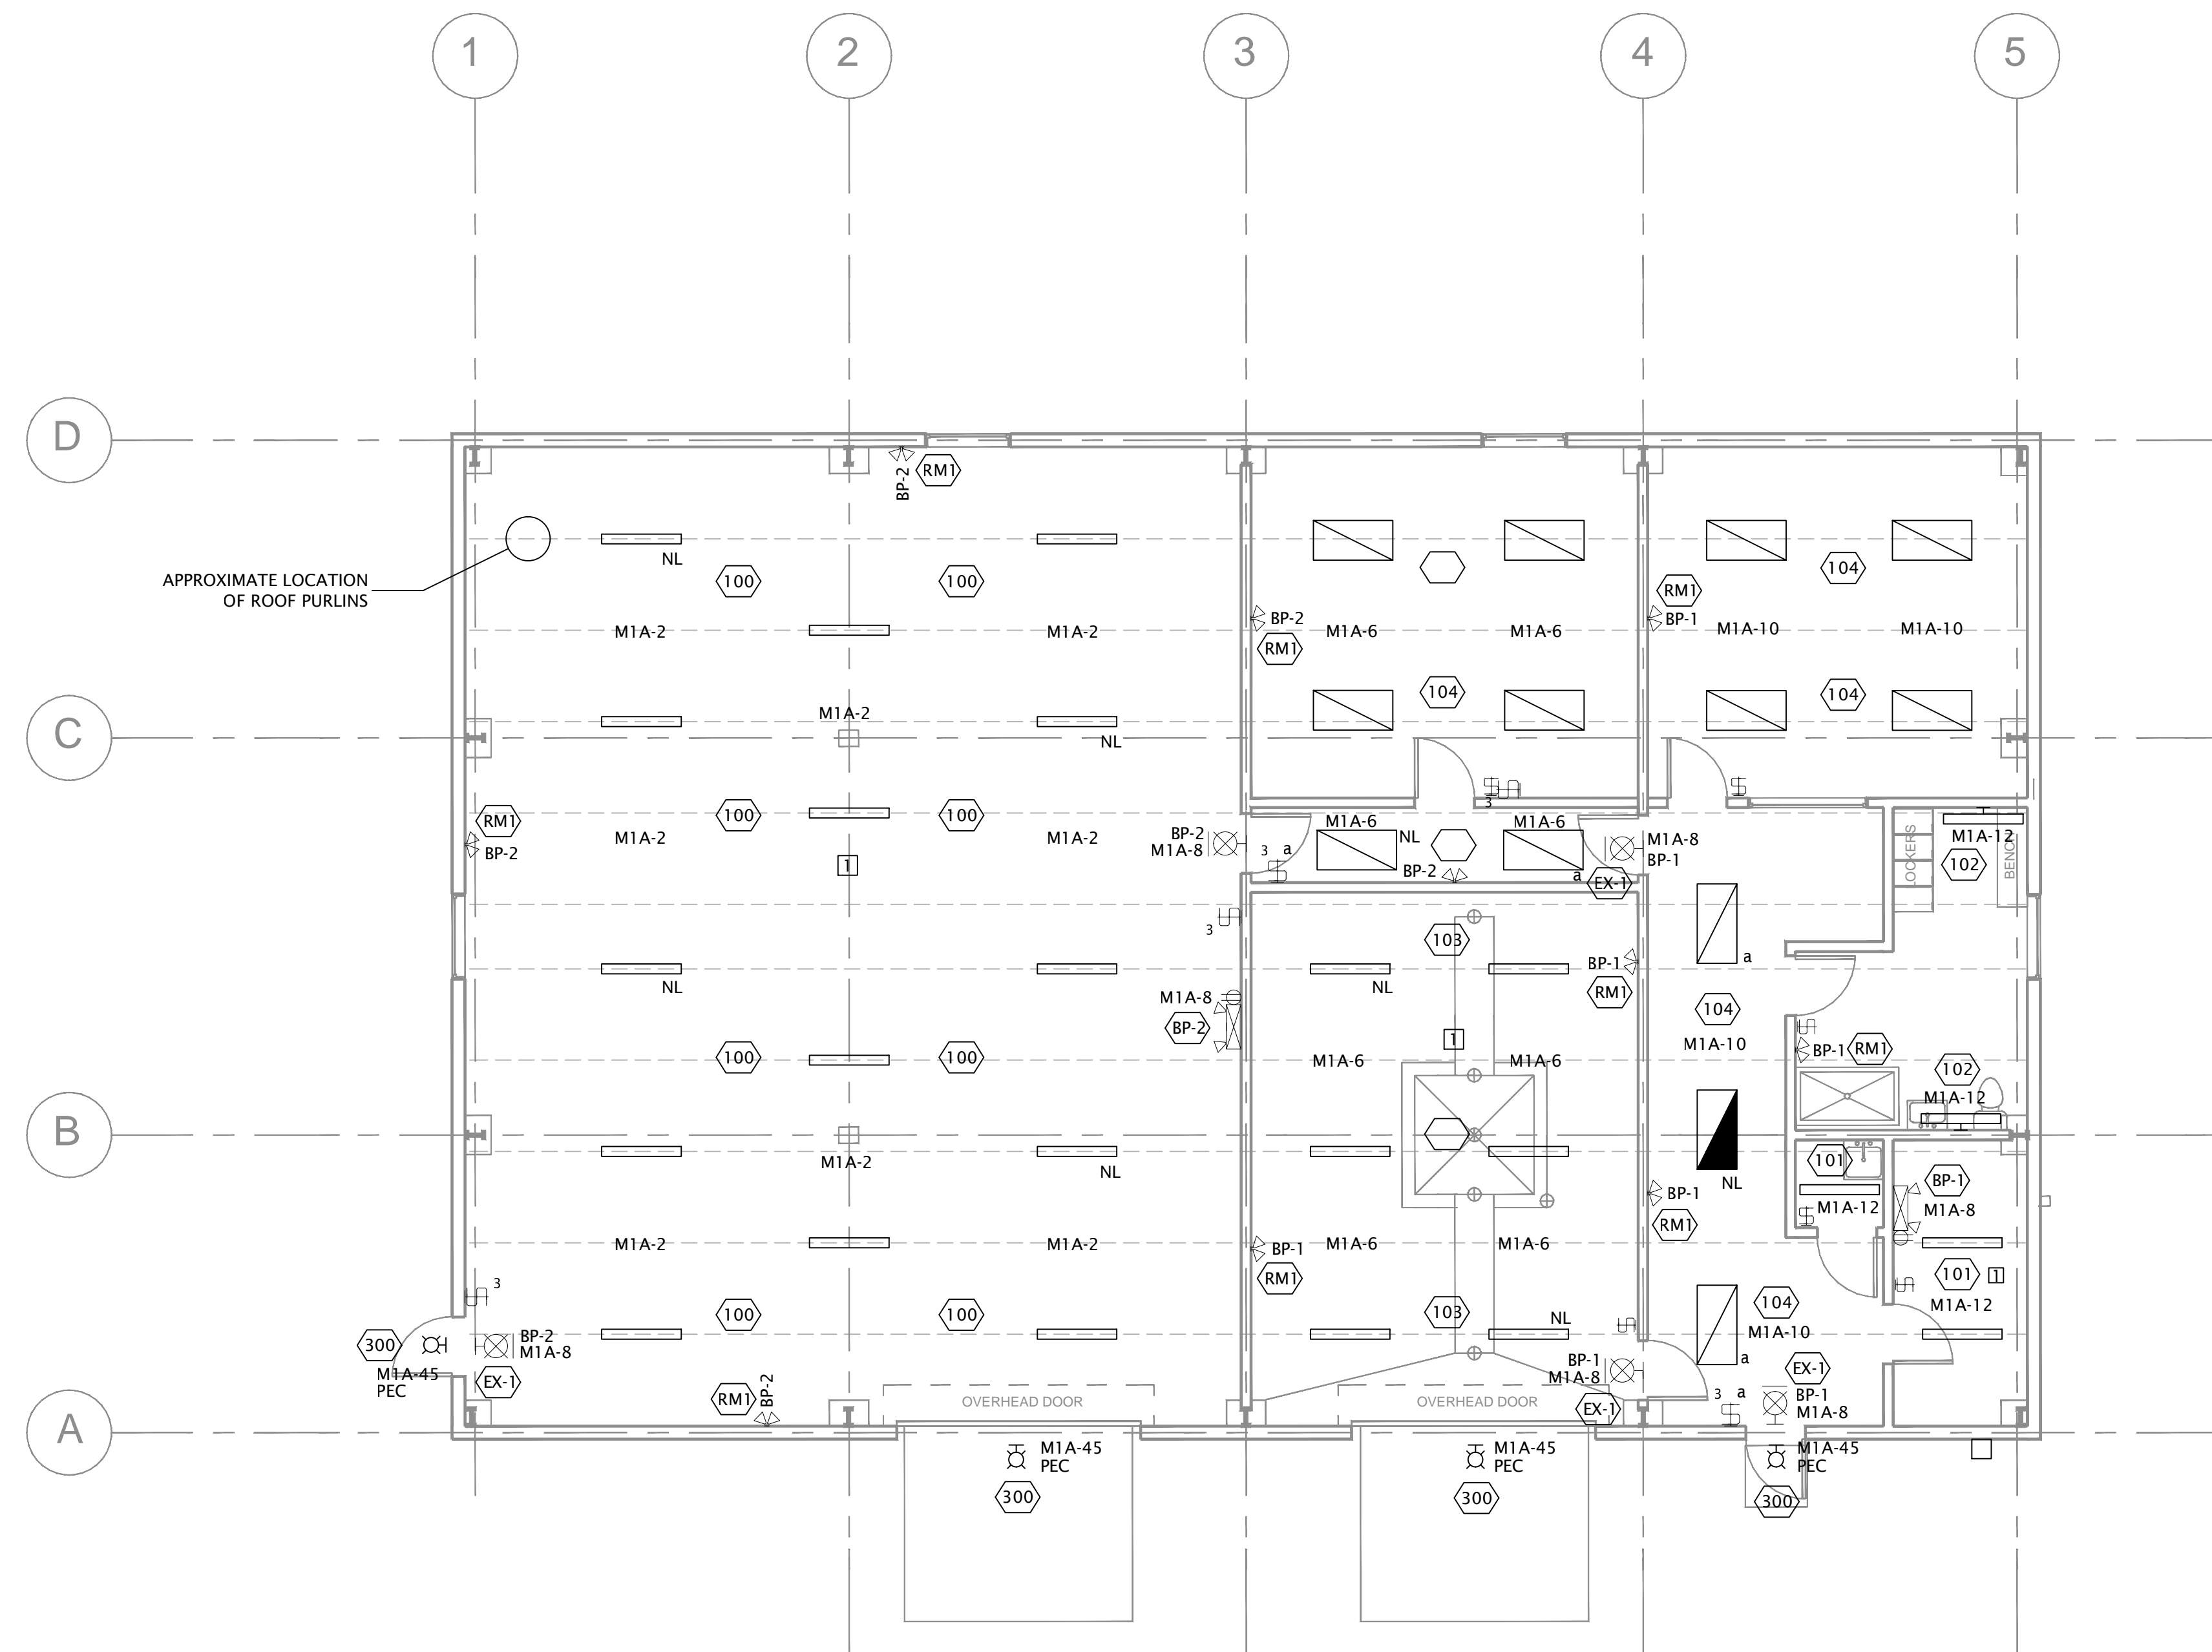 1
2
3
4
5
D
C
B
A
APPROXIMATE LOCATION
OF ROOF PURLINS
BP-2
RM1
NL
100
100
M1A-2
M1A-2
M1A-2
NL
RM1
BP-2
100
100
M1A-2
M1A-2
1
NL
100
100
M1A-2
NL
M1A-2
M1A-2
100
100
3
300
M1A-45
PEC
BP-2
M1A-8
EX-1
RM1
BP-2
OVERHEAD DOOR
M1A-45
PEC
300
BP-2
RM1
M1A-6
M1A-6
104
3
BP-2
M1A-8
3
a
M1A-6
NL
M1A-6
BP-2
a
M1A-8
BP-1
EX-1
3
M1A-8
BP-2
103
BP-1
RM1
NL
1
M1A-6
M1A-6
BP-1
RM1
M1A-6
M1A-6
103
NL
BP-1
M1A-8
EX-1
OVERHEAD DOOR
M1A-45
PEC
300
RM1
BP-1
104
M1A-10
M1A-10
104
a
104
M1A-10
NL
BP-1
RM1
104
M1A-10
a
EX-1
3
a
BP-1
M1A-8
M1A-45
PEC
300
LOCKERS
M1A-12
102
BENCH
BP-1
RM1
102
M1A-12
101
M1A-12
BP-1
M1A-8
101
1
M1A-12